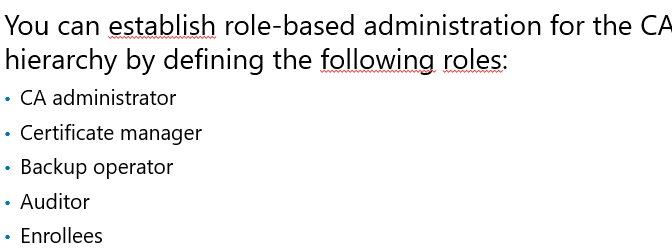 You can establish role-based administration for the CA
hierarchy by defining the following roles:
• CA administrator
• Certificate manager
• Backup operator
• Auditor
• Enrollees